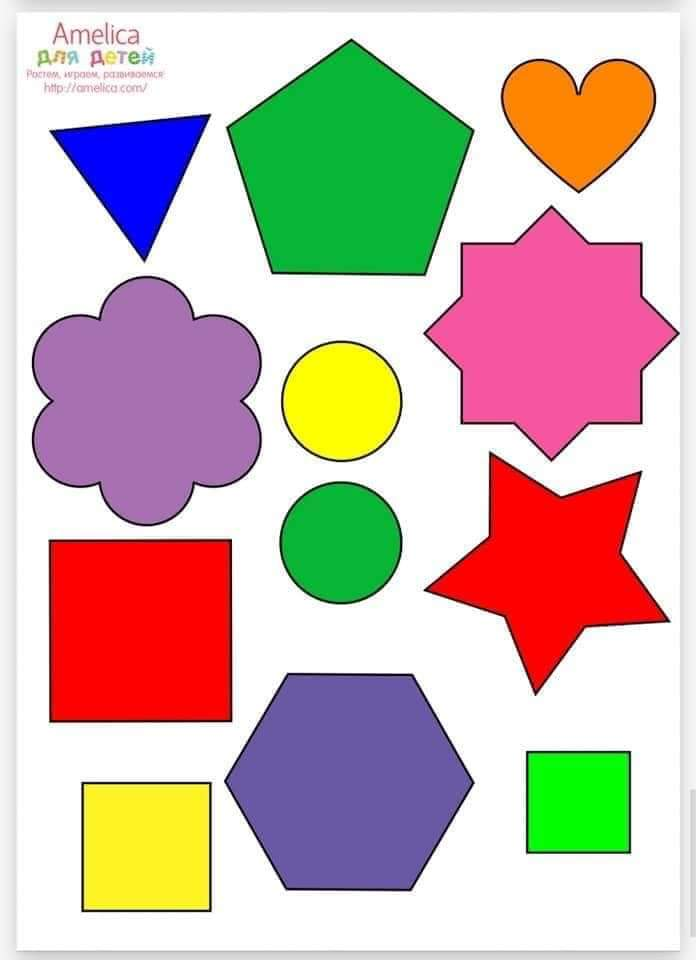 Amelica
для детей
Растем, играем, развиваемся
http://amelica.com/